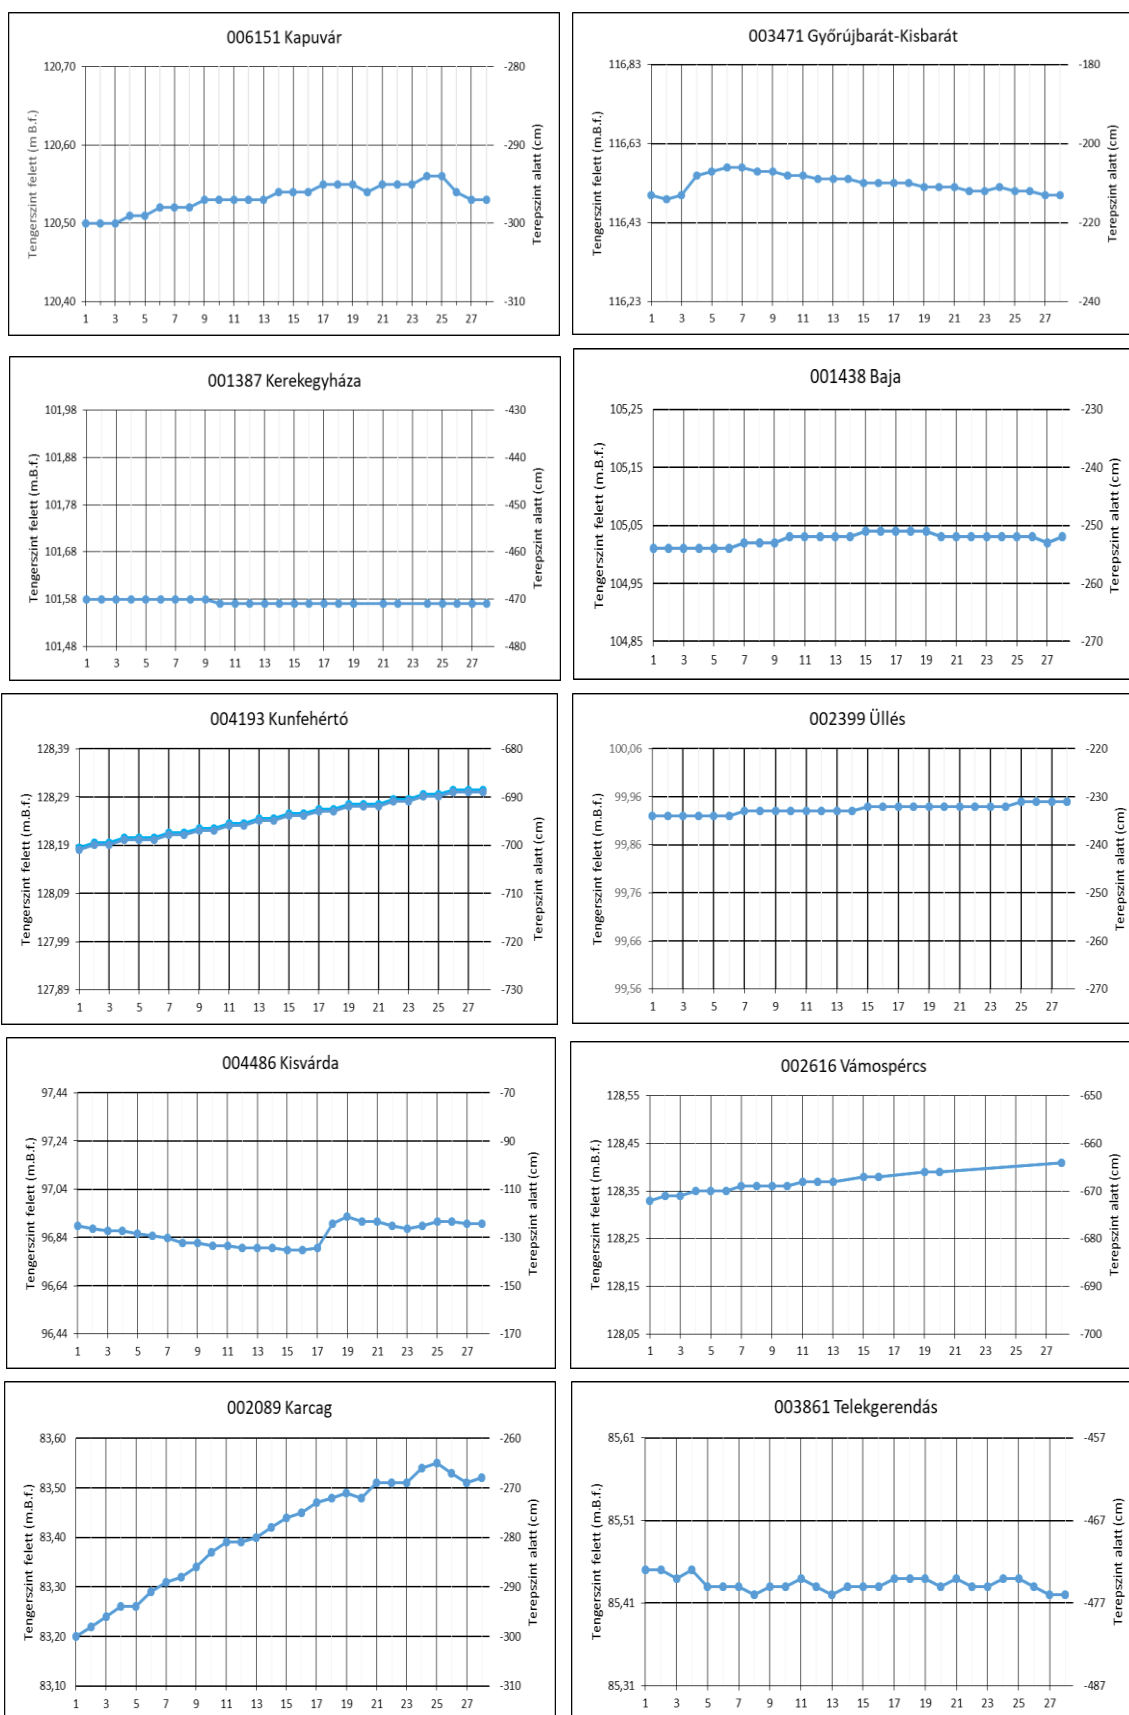 006151 Kapuvár
Tengerszint felett (m B.f.)
120,70
120,60
120,50
120,40
-280
-290
-300
-310
Terepszint alatt (cm)
1 3 5 7 9 11 13 15 17 19 21 23 25 27
003471 Győrújbarát-Kisbarát
Tengerszint felett (m.B.f.)
116,83
116,63
116,43
116,23
-180
-200
-220
-240
Terepszint alatt (cm)
1 3 5 7 9 11 13 15 17 19 21 23 25 27
001387 Kerekegyháza
Tengerszint felett (m.B.f.)
101,98
101,88
101,78
101,68
101,58
101,48
-430
-440
-450
-460
-470
-480
Terepszint alatt (cm)
1 3 5 7 9 11 13 15 17 19 21 23 25 27
001438 Baja
Tengerszint felett (m.B.f.)
105,25
105,15
105,05
104,95
104,85
-230
-240
-250
-260
-270
Terepszint alatt (cm)
1 3 5 7 9 11 13 15 17 19 21 23 25 27
004193 Kunfehértó
Tengerszint felett (m.B.f.)
128,39
128,29
128,19
128,09
127,99
127,89
-680
-690
-700
-710
-720
-730
Terepszint alatt (cm)
1 3 5 7 9 11 13 15 17 19 21 23 25 27
002399 Üllés
Tengerszint felett (m.B.f.)
100,06
99,96
99,86
99,76
99,66
99,56
-220
-230
-240
-250
-260
-270
Terepszint alatt (cm)
1 3 5 7 9 11 13 15 17 19 21 23 25 27
004486 Kisvárda
Tengerszint felett (m.B.f.)
97,44
97,24
97,04
96,84
96,64
96,44
-70
-90
-110
-130
-150
-170
Terepszint alatt (cm)
1 3 5 7 9 11 13 15 17 19 21 23 25 27
002616 Vámospércs
Tengerszint felett (m.B.f.)
128,55
128,45
128,35
128,25
128,15
128,05
-650
-660
-670
-680
-690
-700
Terepszint alatt (cm)
1 3 5 7 9 11 13 15 17 19 21 23 25 27
002089 Karcag
Tengerszint felett (m.B.f.)
83,60
83,50
83,40
83,30
83,20
83,10
-260
-270
-280
-290
-300
-310
Terepszint alatt (cm)
1 3 5 7 9 11 13 15 17 19 21 23 25 27
003861 Telekgerendás
Tengerszint felett (m.B.f.)
85,61
85,51
85,41
85,31
-457
-467
-477
-487
Terepszint alatt (cm)
1 3 5 7 9 11 13 15 17 19 21 23 25 27